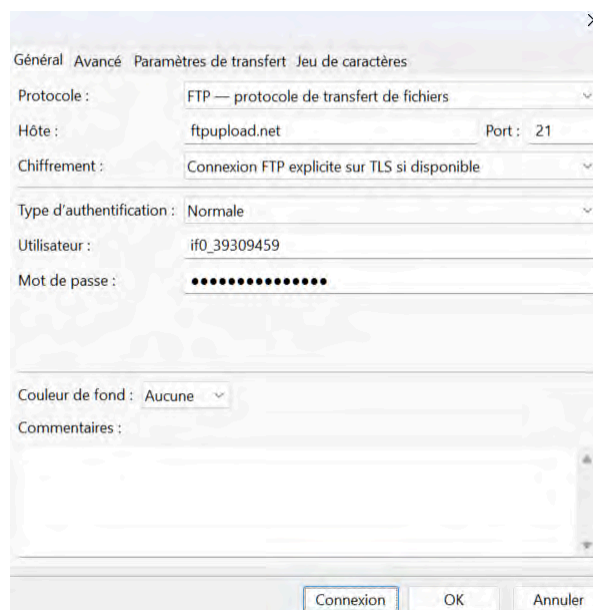 Général Avancé Paramètres de transfert Jeu de caractères
Protocole : FTP — protocole de transfert de fichiers
Hôte : ftpupload.net Port : 21
Chiffrement : Connexion FTP explicite sur TLS si disponible
Type d'authentification : Normale
Utilisateur : if0_39309459
Mot de passe : ●●●●●●●●●●●●●●●
Couleur de fond : Aucune
Commentaires :
Connexion OK Annuler